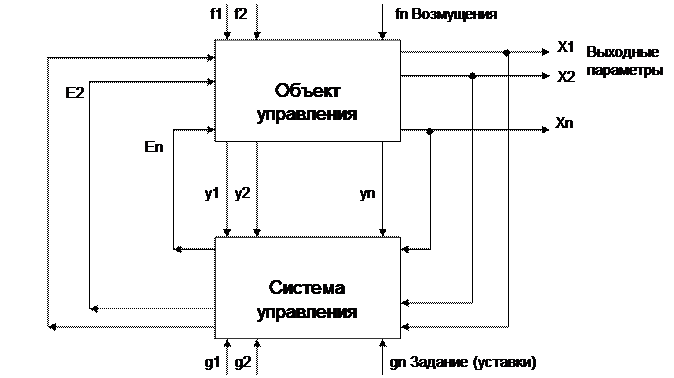 f1 f2 fn Возмущения
X1 Выходные
X2 параметры
E2
Объект
управления
Xn
En
y1 y2 yn
Система
управления
g1 g2 gn Задание (уставки)